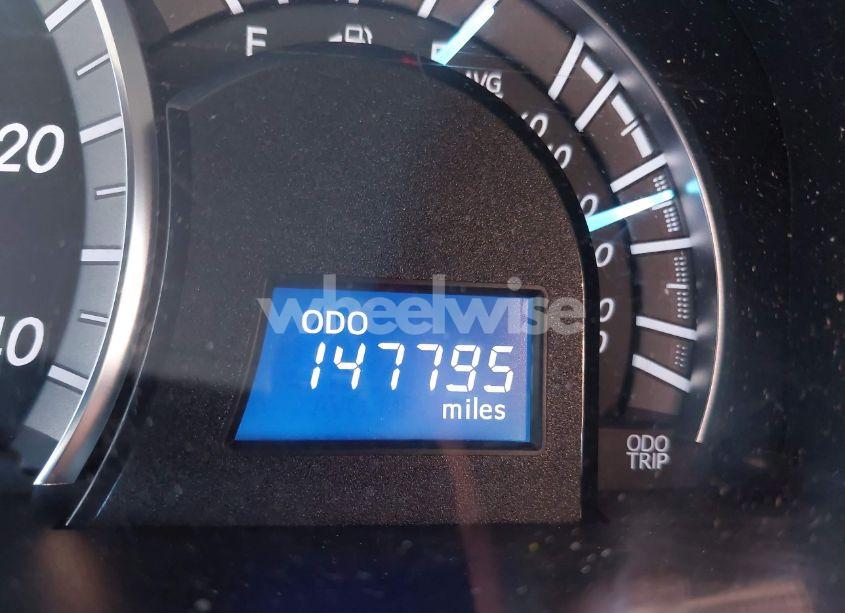 F
E
AVG
20
40
wheelwise
ODO
147795
miles
ODO
TRIP